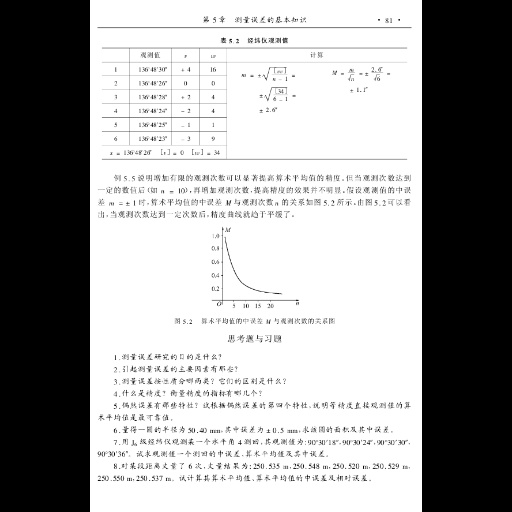 第 5 章 测量误差的基本知识 · 81 ·
表 5.2 经纬仪观测值
观测值 v vv 计算
1 136°48′30″ + 4 16
2 136°48′26″ 0 0
3 136°48′28″ + 2 4
4 136°48′24″ − 2 4
5 136°48′25″ − 1 1
6 136°48′23″ − 3 9
x = 136°48′26″ [v] = 0 [vv] = 34
m = ±√([vv]/(n − 1)) =
±√([34]/(6 − 1)) =
± 2.6″
M = m/√n = ± 2.6″/√6 =
± 1.1″
例 5.5 说明增加有限的观测次数可以显著提高算术平均值的精度。但当观测次数达到
一定的数值后(如 n = 10),再增加观测次数,提高精度的效果并不明显。假设观测值的中误
差 m = ± 1 时,算术平均值的中误差 M 与观测次数 n 的关系如图 5.2 所示。由图 5.2 可以看
出,当观测次数达到一定次数后,精度曲线就趋于平缓了。
M
1.0
0.8
0.6
0.4
0.2
O 5 10 15 20 n
图 5.2 算术平均值的中误差 M 与观测次数的关系图
思考题与习题
1.测量误差研究的目的是什么?
2.引起测量误差的主要因素有那些?
3.测量误差按性质分哪两类? 它们的区别是什么?
4.什么是精度? 衡量精度的指标有哪几个?
5.偶然误差有那些特性? 试根据偶然误差的第四个特性,说明等精度直接观测值的算
术平均值是最可靠值。
6.量得一圆的半径为 50.40 mm,其中误差为 ± 0.5 mm,求该圆的面积及其中误差。
7.用 J₆ 级经纬仪观测某一个水平角 4 测回,其观测值为:90°30′18″、90°30′24″、90°30′30″、
90°30′36″。试求观测值一个测回的中误差、算术平均值及其中误差。
8.对某段距离丈量了 6 次,丈量结果为:250.535 m,250.548 m,250.520 m,250.529 m,
250.550 m,250.537 m。试计算其算术平均值、算术平均值的中误差及相对误差。